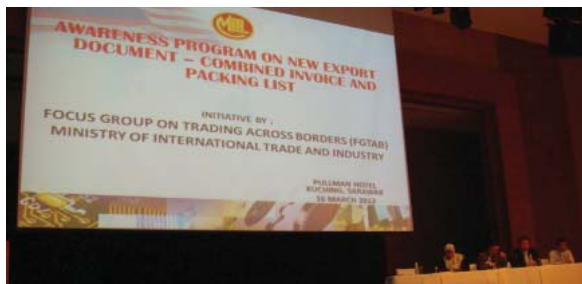 MITI
AWARENESS PROGRAM ON NEW EXPORT
DOCUMENT – COMBINED INVOICE AND
PACKING LIST
INITIATIVE BY :
FOCUS GROUP ON TRADING ACROSS BORDERS (FGTAB)
MINISTRY OF INTERNATIONAL TRADE AND INDUSTRY
PULLMAN HOTEL
KUCHING, SARAWAK
MARCH